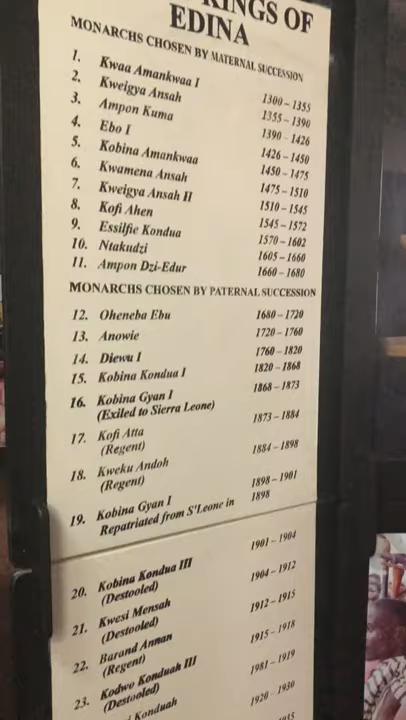 KINGS OF
EDINA
MONARCHS CHOSEN BY MATERNAL SUCCESSION
1. Kwaa Amankwaa I 1300 – 1355
2. Kweigya Ansah 1355 – 1390
3. Ampon Kuma 1390 – 1426
4. Ebo I 1426 – 1450
5. Kobina Amankwaa 1450 – 1475
6. Kwamena Ansah 1475 – 1510
7. Kweigya Ansah II 1510 – 1545
8. Kofi Ahen 1545 – 1572
9. Essilfie Kondua 1570 – 1602
10. Ntakudzi 1605 – 1660
11. Ampon Dzi-Edur 1660 – 1680
MONARCHS CHOSEN BY PATERNAL SUCCESSION
12. Oheneba Ebu 1680 – 1720
13. Anowie 1720 – 1760
14. Diewu I 1760 – 1820
15. Kobina Kondua I 1820 – 1868
16. Kobina Gyan I 1868 – 1873
(Exiled to Sierra Leone)
17. Kofi Atta 1873 – 1884
(Regent)
18. Kweku Andoh 1884 – 1898
(Regent)
19. Kobina Gyan I 1898 – 1901
Repatriated from S'Leone in 1898
20. Kobina Kondua III 1901 – 1904
(Destooled)
21. Kwesi Mensah 1904 – 1912
(Destooled)
22. Barand Annan 1912 – 1915
(Regent)
23. Kodwo Konduah III 1915 – 1918
(Destooled)
Konduah 1981 – 1919
1920 – 1930